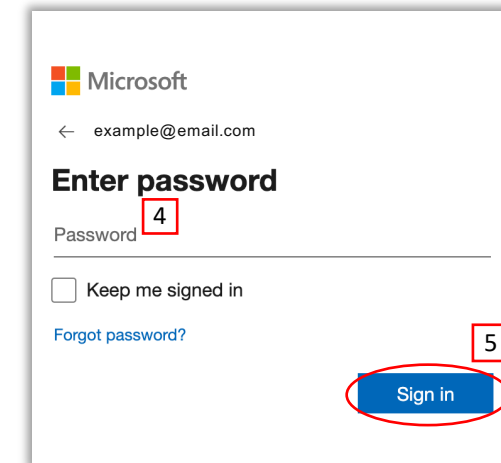 Microsoft
← example@email.com
Enter password
4
Password
Keep me signed in
Forgot password?
5
Sign in